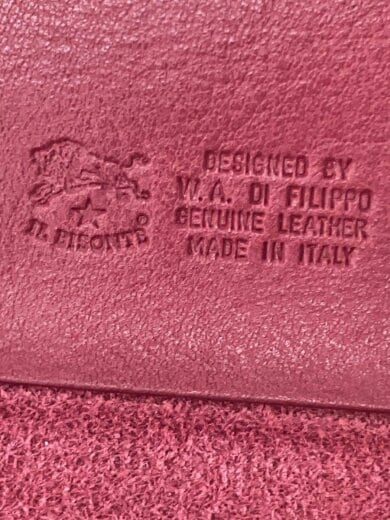 IL BISONTE©
DESIGNED BY
W. A. DI FILIPPO
GENUINE LEATHER
MADE IN ITALY